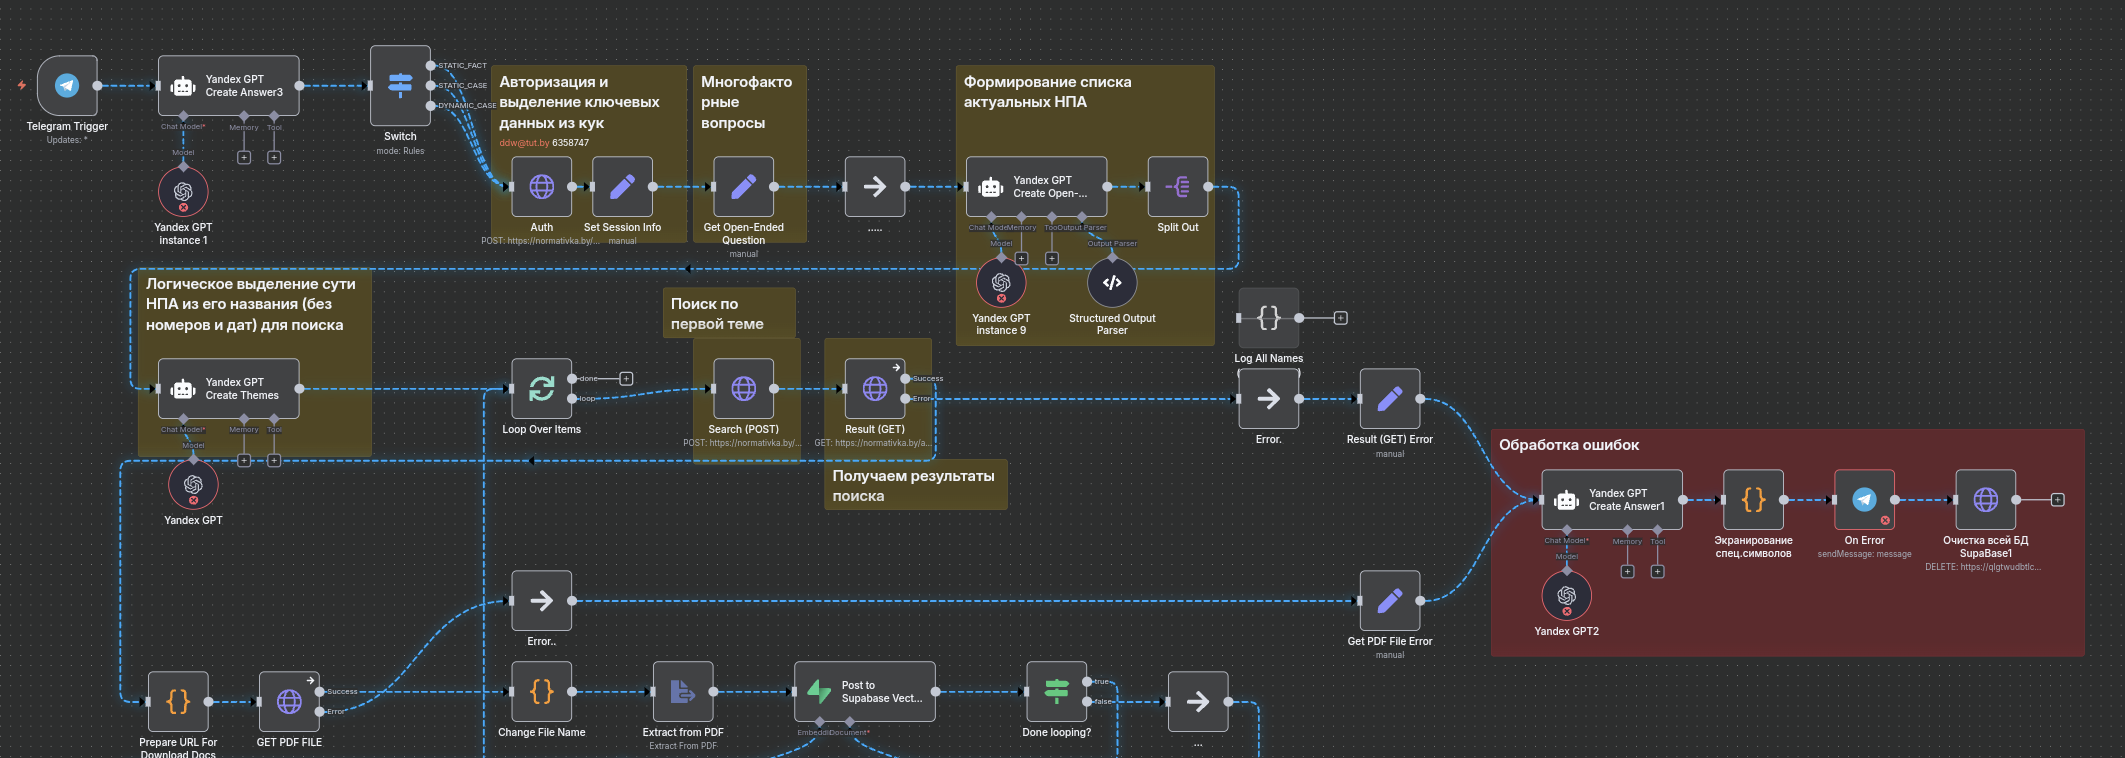 Telegram Trigger
Updates: *
Yandex GPT
Create Answer3
Chat Model*
Memory
Tool
Model
Yandex GPT
instance 1
STATIC_FACT
STATIC_CASE
DYNAMIC_CASE
Switch
mode: Rules
Авторизация и
выделение ключевых
данных из кук
ddw@tut.by 6358747
Auth
POST: https://normativka.by/...
Set Session Info
manual
Многофакто
рные
вопросы
Get Open-Ended
Question
manual
.....
Формирование списка
актуальных НПА
Yandex GPT
Create Open-...
Memory
Output Parser
Model
Output Parser
Yandex GPT
instance 9
Structured Output
Parser
Split Out
Логическое выделение сути
НПА из его названия (без
номеров и дат) для поиска
Yandex GPT
Create Themes
Chat Model*
Memory
Tool
Model
Yandex GPT
Loop Over Items
done
loop
Поиск по
первой теме
Search (POST)
POST: https://normativka.by/...
Success
Error
Result (GET)
GET: https://normativka.by/a...
Получаем результаты
поиска
Log All Names
Error.
Result (GET) Error
manual
Обработка ошибок
Yandex GPT
Create Answer1
Chat Model*
Memory
Tool
Model
Yandex GPT2
Экранирование
спец.символов
On Error
sendMessage: message
Очистка всей БД
SupaBase1
DELETE: https://qlgtwudbtlc...
Error..
Get PDF File Error
manual
Prepare URL For
Download Docs
Success
Error
GET PDF FILE
Change File Name
Extract from PDF
Extract From PDF
Post to
Supabase Vect...
Document*
true
false
Done looping?
...